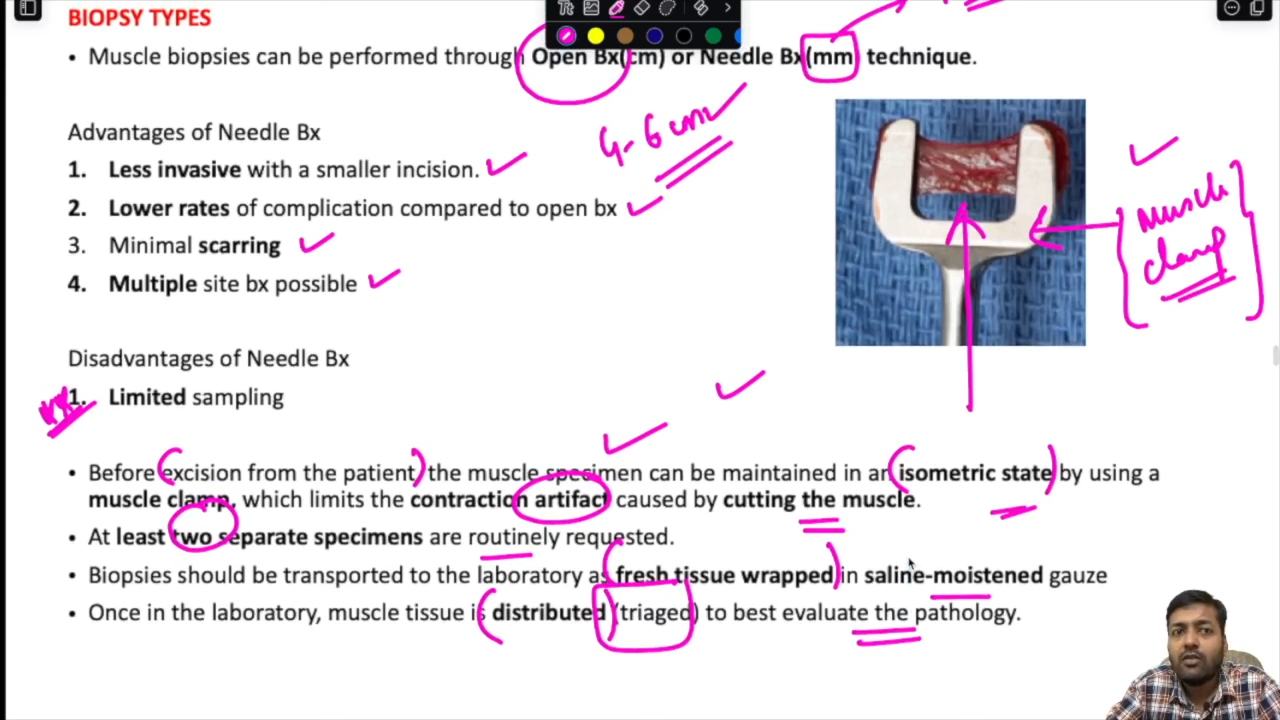 BIOPSY TYPES
• Muscle biopsies can be performed through Open Bx(cm) or Needle Bx(mm) technique.
4-6 cm
Advantages of Needle Bx
1. Less invasive with a smaller incision.
2. Lower rates of complication compared to open bx
3. Minimal scarring
4. Multiple site bx possible
Muscle
clamp
Disadvantages of Needle Bx
1. Limited sampling
• Before excision from the patient, the muscle specimen can be maintained in an isometric state by using a
muscle clamp, which limits the contraction artifact caused by cutting the muscle.
• At least two separate specimens are routinely requested.
• Biopsies should be transported to the laboratory as fresh tissue wrapped in saline-moistened gauze
• Once in the laboratory, muscle tissue is distributed (triaged) to best evaluate the pathology.